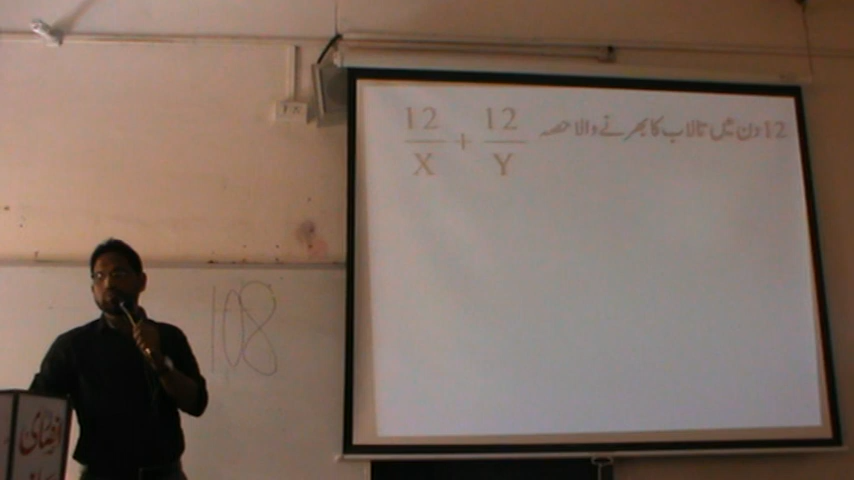 12/X + 12/Y 12 دن میں تالاب کا بھرنے والا حصہ
108